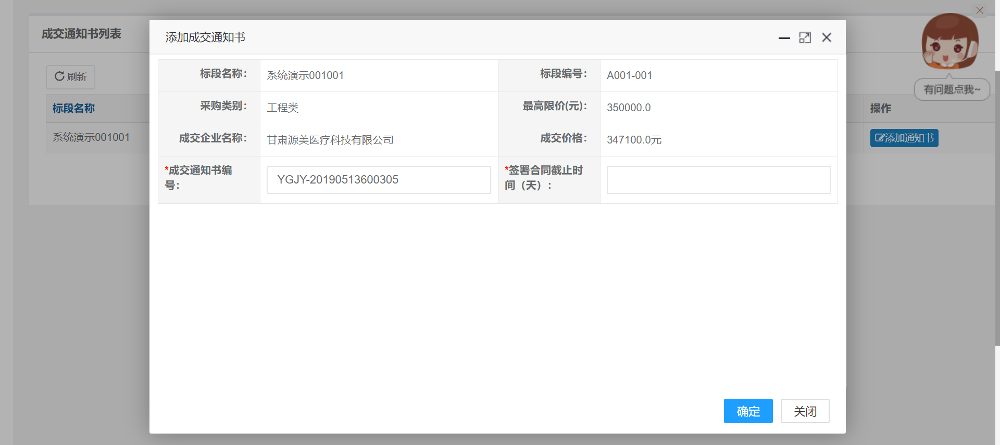 成交通知书列表
添加成交通知书
刷新
有问题点我~
标段名称
操作
系统演示001001
添加通知书
标段名称：
系统演示001001
标段编号：
A001-001
采购类别：
工程类
最高限价(元)：
350000.0
成交企业名称：
甘肃源美医疗科技有限公司
成交价格：
347100.0元
*成交通知书编
号：
YGJY-20190513600305
*签署合同截止时
间（天）：
确定
关闭